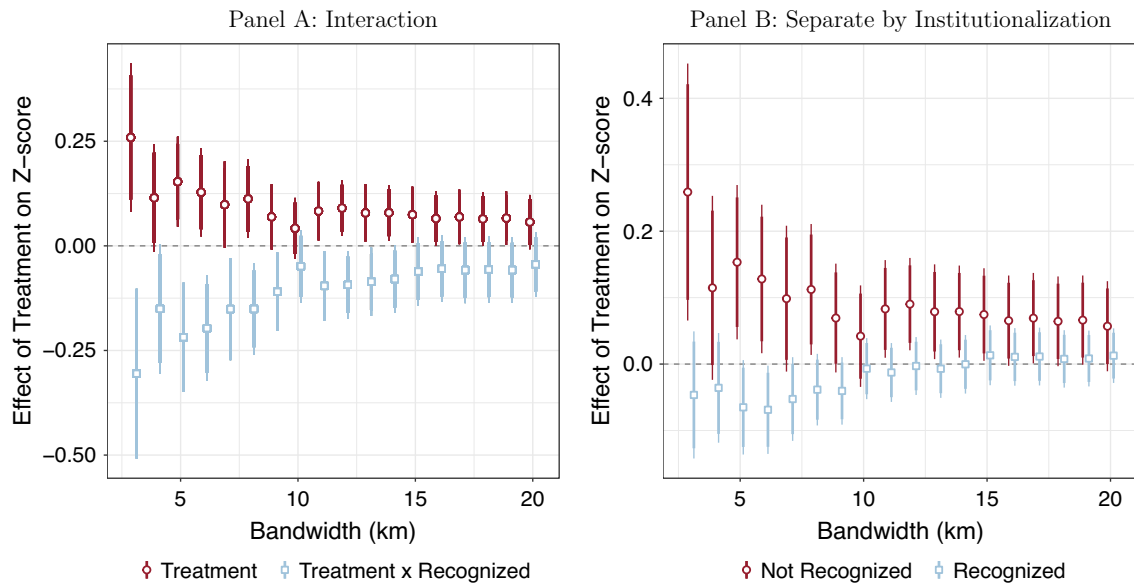 Panel A: Interaction
Effect of Treatment on Z−score
0.25
0.00
−0.25
−0.50
5
10
15
20
Bandwidth (km)
Treatment
Treatment x Recognized
Panel B: Separate by Institutionalization
Effect of Treatment on Z−score
0.4
0.2
0.0
5
10
15
20
Bandwidth (km)
Not Recognized
Recognized